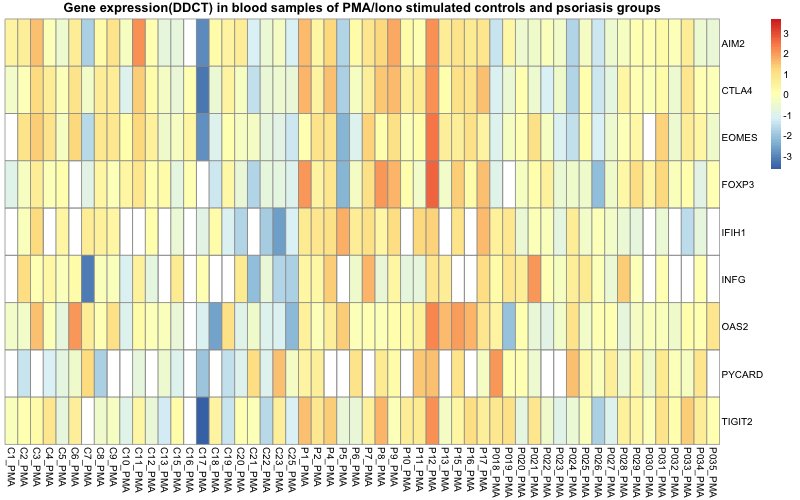 Gene expression(DDCT) in blood samples of PMA/Iono stimulated controls and psoriasis groups
AIM2
CTLA4
EOMES
FOXP3
IFIH1
INFG
OAS2
PYCARD
TIGIT2
3
2
1
0
-1
-2
-3
C1_PMA
C2_PMA
C3_PMA
C4_PMA
C5_PMA
C6_PMA
C7_PMA
C8_PMA
C9_PMA
C10_PMA
C11_PMA
C12_PMA
C13_PMA
C15_PMA
C16_PMA
C17_PMA
C18_PMA
C19_PMA
C20_PMA
C21_PMA
C22_PMA
C23_PMA
C25_PMA
P1_PMA
P2_PMA
P4_PMA
P5_PMA
P6_PMA
P7_PMA
P8_PMA
P9_PMA
P10_PMA
P11_PMA
P12_PMA
P13_PMA
P15_PMA
P16_PMA
P17_PMA
P018_PMA
P019_PMA
P020_PMA
P021_PMA
P022_PMA
P023_PMA
P024_PMA
P025_PMA
P026_PMA
P027_PMA
P028_PMA
P029_PMA
P030_PMA
P031_PMA
P032_PMA
P033_PMA
P034_PMA
P035_PMA